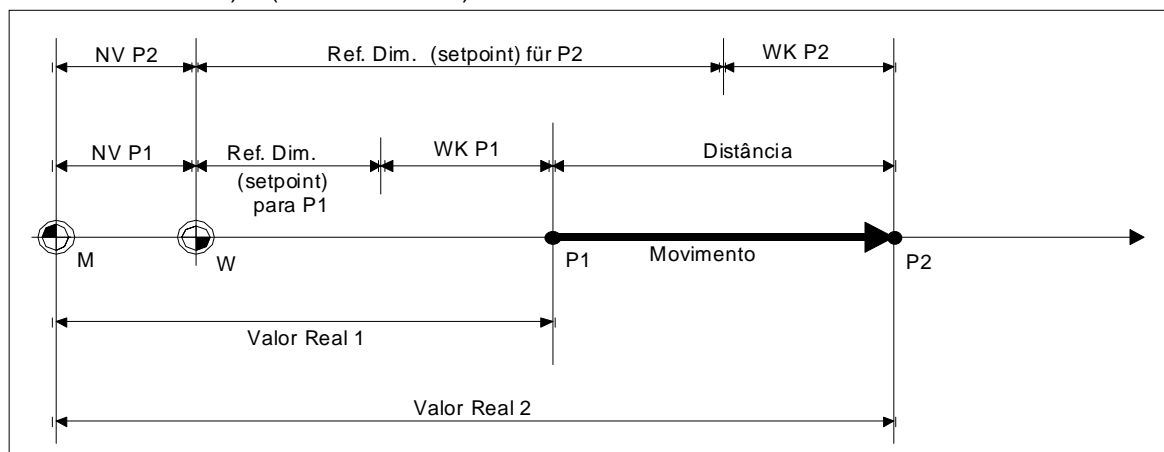 NV P2
Ref. Dim. (setpoint) für P2
WK P2
NV P1
Ref. Dim.
(setpoint)
para P1
WK P1
Distância
M
W
P1
Movimento
P2
Valor Real 1
Valor Real 2